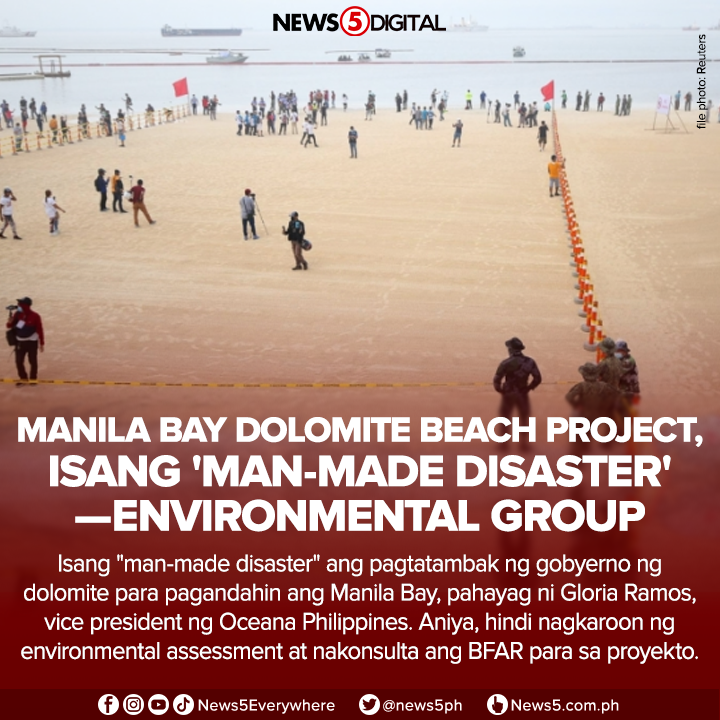 NEWS5DIGITAL
file photo: Reuters
MANILA BAY DOLOMITE BEACH PROJECT,
ISANG 'MAN-MADE DISASTER'
—ENVIRONMENTAL GROUP
Isang "man-made disaster" ang pagtatambak ng gobyerno ng
dolomite para pagandahin ang Manila Bay, pahayag ni Gloria Ramos,
vice president ng Oceana Philippines. Aniya, hindi nagkaroon ng
environmental assessment at nakonsulta ang BFAR para sa proyekto.
News5Everywhere @news5ph News5.com.ph